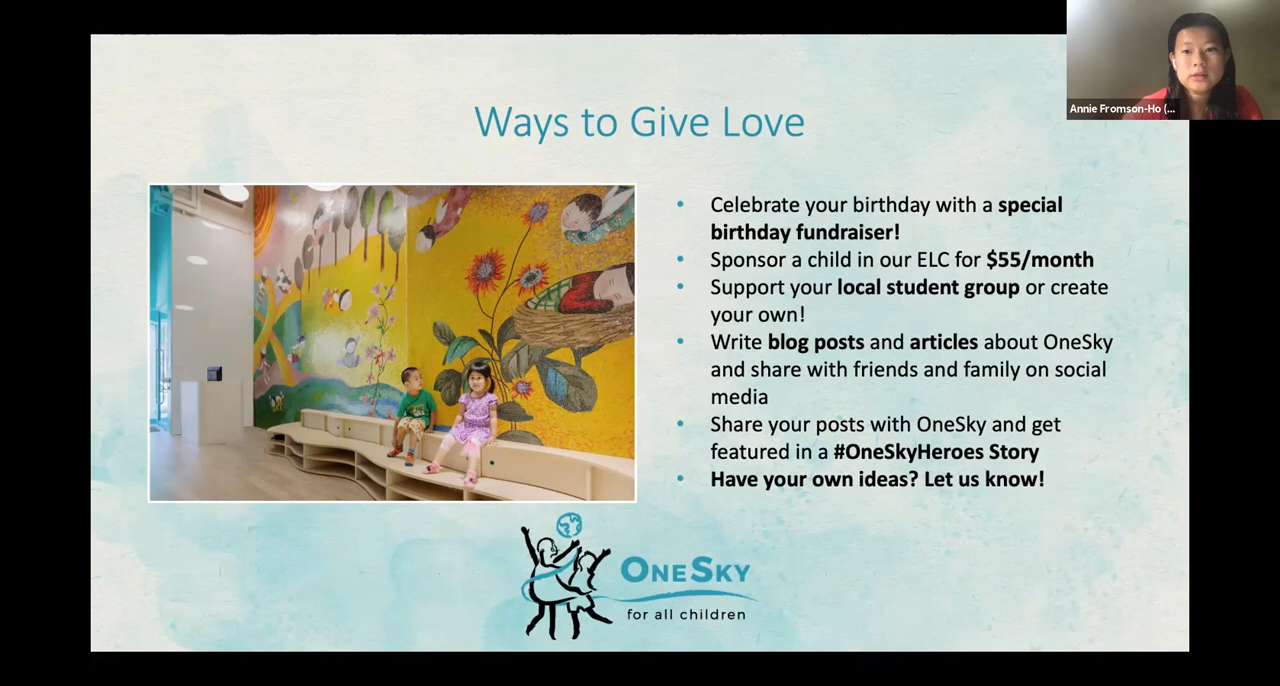 Annie Fromson-Ho (...
Ways to Give Love
• Celebrate your birthday with a special
birthday fundraiser!
• Sponsor a child in our ELC for $55/month
• Support your local student group or create
your own!
• Write blog posts and articles about OneSky
and share with friends and family on social
media
• Share your posts with OneSky and get
featured in a #OneSkyHeroes Story
• Have your own ideas? Let us know!
ONESKY
for all children